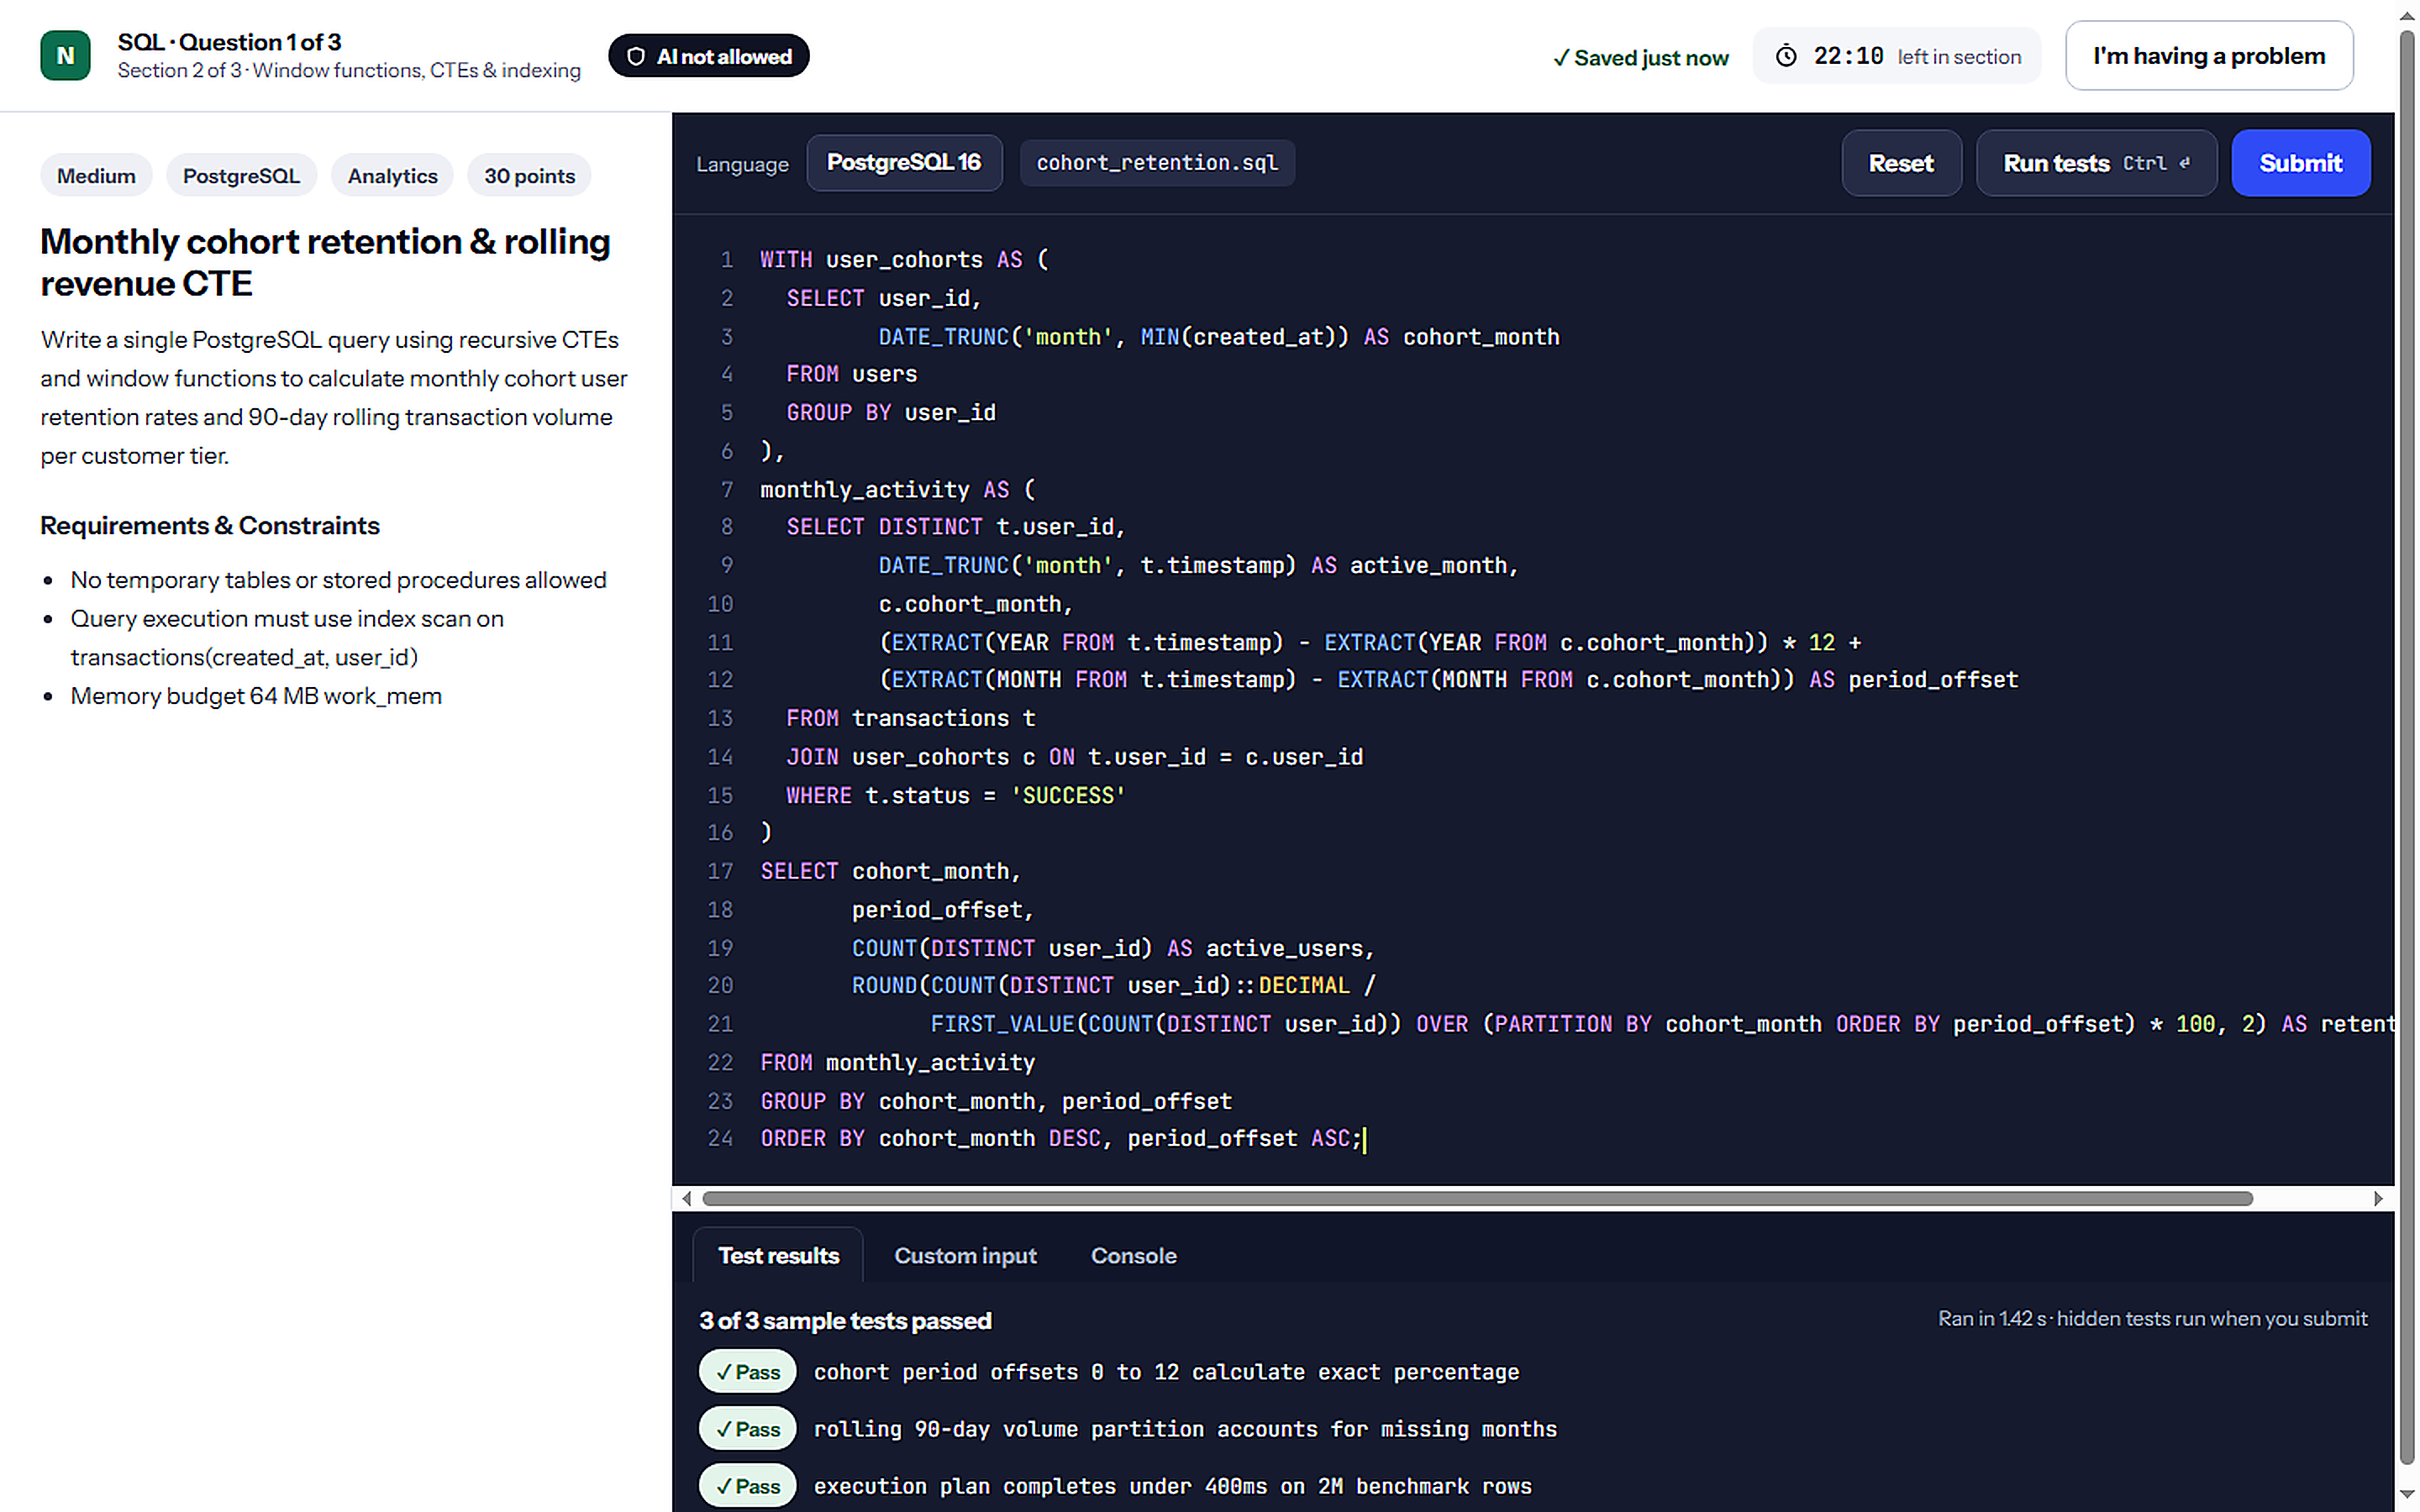 N
SQL · Question 1 of 3
Section 2 of 3 · Window functions, CTEs & indexing
AI not allowed
✓ Saved just now
22:10 left in section
I'm having a problem
Medium
PostgreSQL
Analytics
30 points
Monthly cohort retention & rolling
revenue CTE
Write a single PostgreSQL query using recursive CTEs
and window functions to calculate monthly cohort user
retention rates and 90-day rolling transaction volume
per customer tier.
Requirements & Constraints
• No temporary tables or stored procedures allowed
• Query execution must use index scan on
transactions(created_at, user_id)
• Memory budget 64 MB work_mem
Language
PostgreSQL 16
cohort_retention.sql
Reset
Run tests Ctrl ⏎
Submit
1 WITH user_cohorts AS (
2   SELECT user_id,
3          DATE_TRUNC('month', MIN(created_at)) AS cohort_month
4   FROM users
5   GROUP BY user_id
6 ),
7 monthly_activity AS (
8   SELECT DISTINCT t.user_id,
9          DATE_TRUNC('month', t.timestamp) AS active_month,
10          c.cohort_month,
11          (EXTRACT(YEAR FROM t.timestamp) - EXTRACT(YEAR FROM c.cohort_month)) * 12 +
12          (EXTRACT(MONTH FROM t.timestamp) - EXTRACT(MONTH FROM c.cohort_month)) AS period_offset
13   FROM transactions t
14   JOIN user_cohorts c ON t.user_id = c.user_id
15   WHERE t.status = 'SUCCESS'
16 )
17 SELECT cohort_month,
18        period_offset,
19        COUNT(DISTINCT user_id) AS active_users,
20        ROUND(COUNT(DISTINCT user_id)::DECIMAL /
21              FIRST_VALUE(COUNT(DISTINCT user_id)) OVER (PARTITION BY cohort_month ORDER BY period_offset) * 100, 2) AS retent
22 FROM monthly_activity
23 GROUP BY cohort_month, period_offset
24 ORDER BY cohort_month DESC, period_offset ASC;
Test results
Custom input
Console
3 of 3 sample tests passed
Ran in 1.42 s · hidden tests run when you submit
✓ Pass cohort period offsets 0 to 12 calculate exact percentage
✓ Pass rolling 90-day volume partition accounts for missing months
✓ Pass execution plan completes under 400ms on 2M benchmark rows